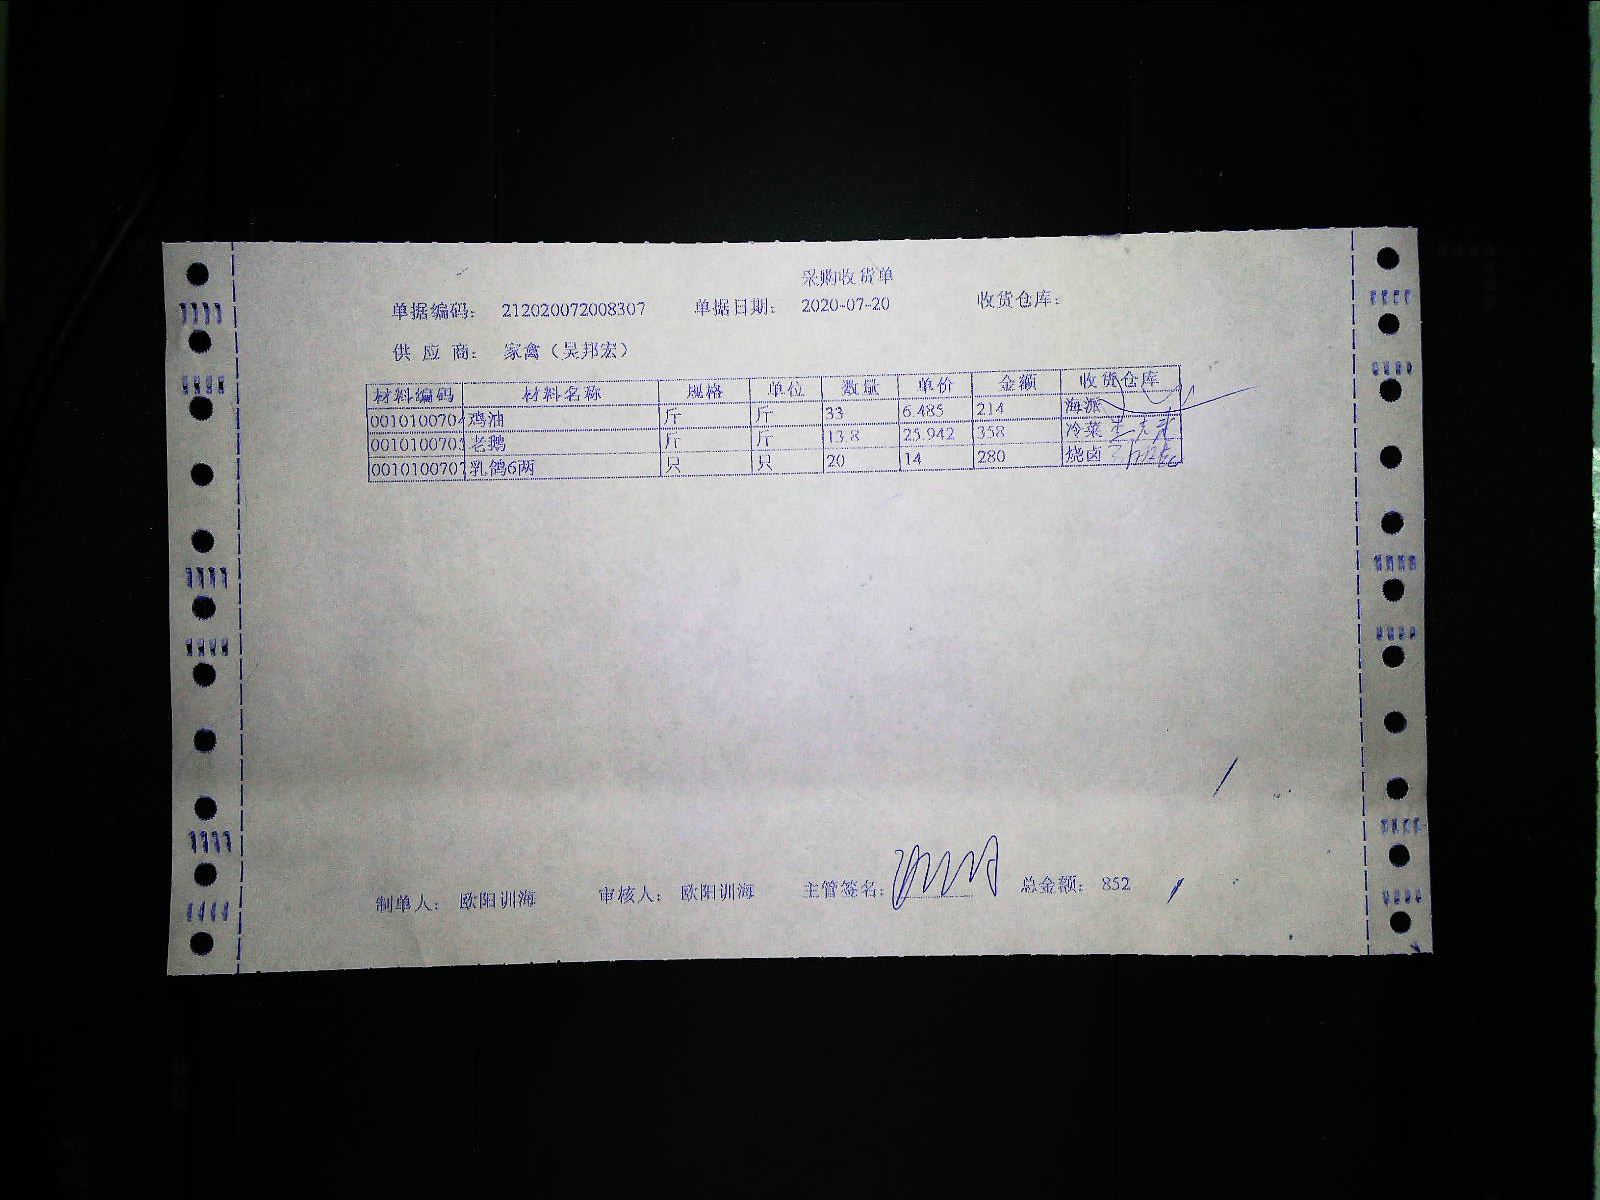 采购收货单
单据编码： 212020072008307 单据日期： 2020-07-20 收货仓库：
供 应 商： 家禽（吴邦宏）
材料编码 材料名称 规格 单位 数量 单价 金额 收货仓库
001010070 鸡油 斤 斤 33 6.485 214 海派
001010070 老鹅 斤 斤 13.8 25.942 358 冷菜
001010070 乳鸽6两 只 只 20 14 280 烧卤
制单人： 欧阳训海 审核人： 欧阳训海 主管签名： 总金额： 852